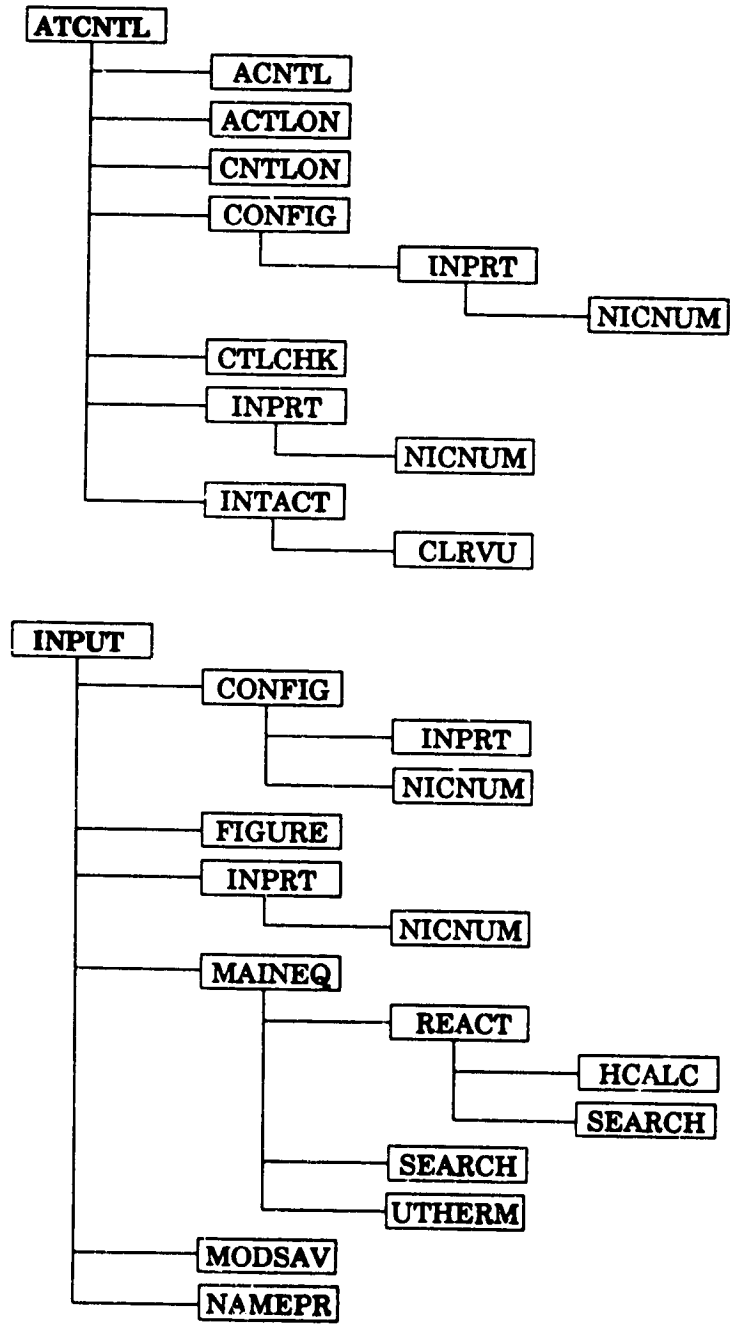 ATCNTL
ACNTL
ACTLON
CNTLON
CONFIG
INPRT
NICNUM
CTLCHK
INPRT
NICNUM
INTACT
CLRVU
INPUT
CONFIG
INPRT
NICNUM
FIGURE
INPRT
NICNUM
MAINEQ
REACT
HCALC
SEARCH
SEARCH
UTHERM
MODSAV
NAMEPR